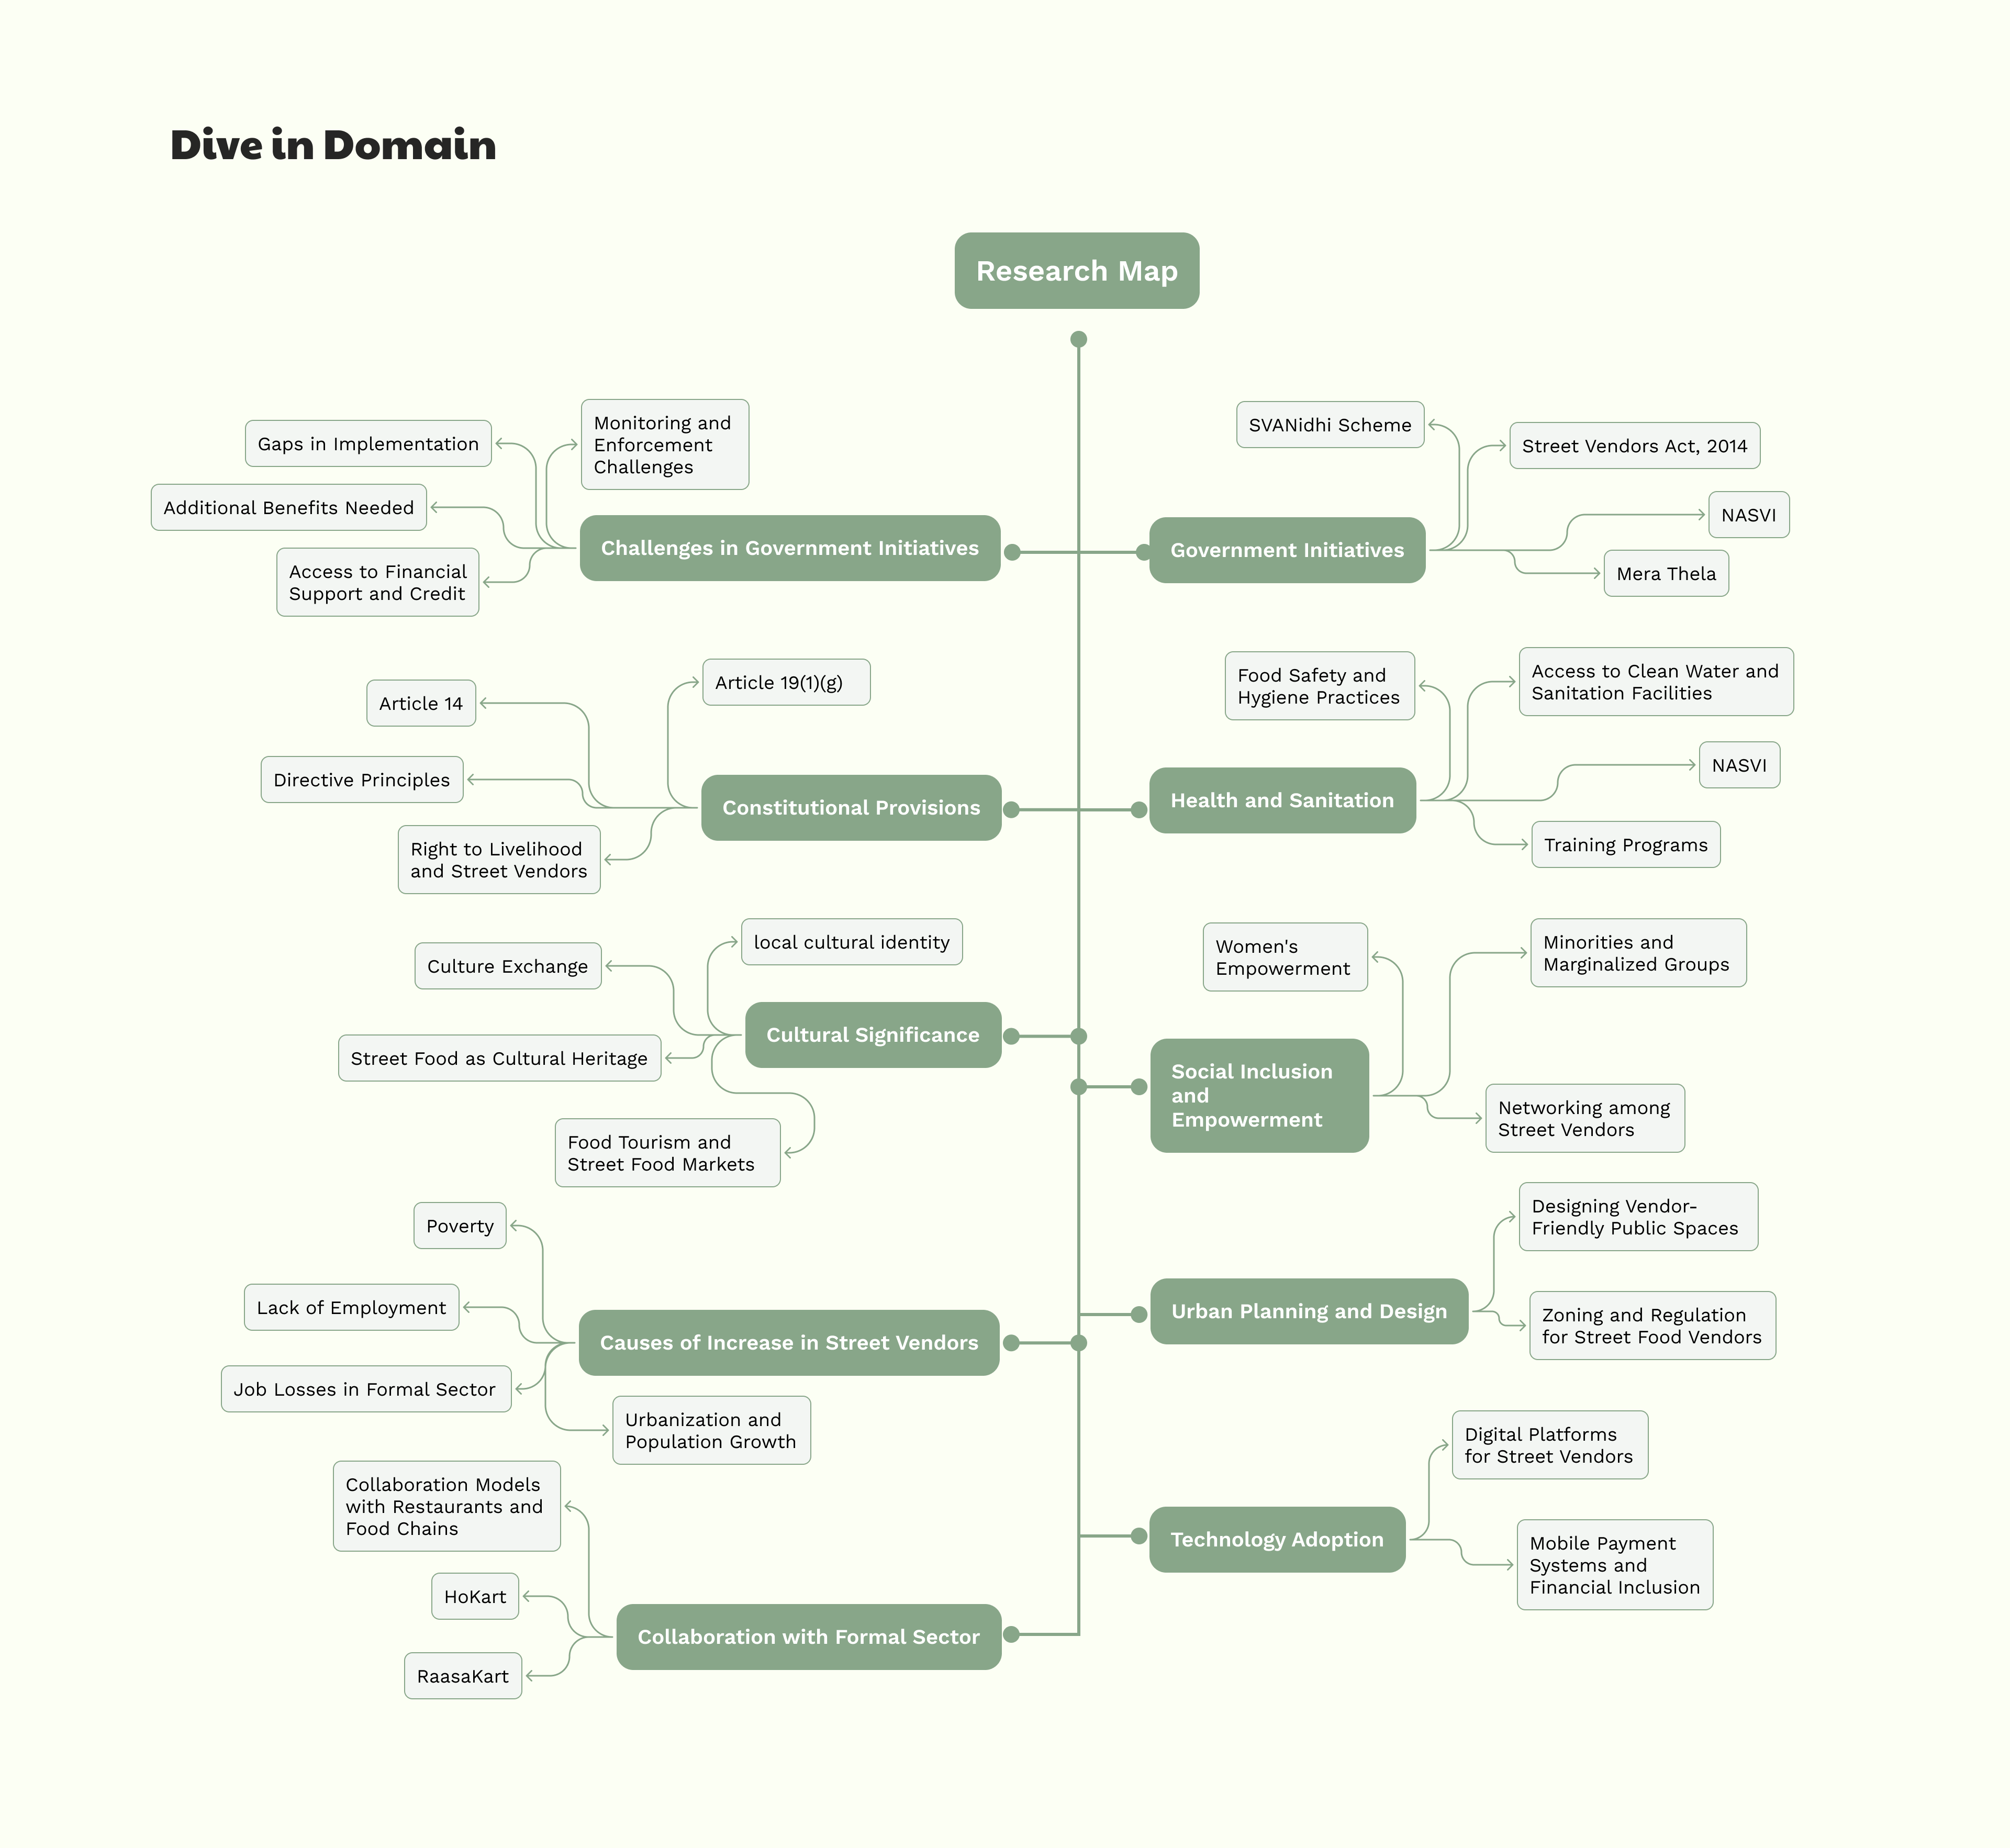 Dive in Domain
Research Map
Monitoring and
Enforcement
Challenges
Gaps in Implementation
Additional Benefits Needed
Access to Financial
Support and Credit
Challenges in Government Initiatives
SVANidhi Scheme
Street Vendors Act, 2014
NASVI
Mera Thela
Government Initiatives
Article 19(1)(g)
Article 14
Directive Principles
Right to Livelihood
and Street Vendors
Constitutional Provisions
Food Safety and
Hygiene Practices
Access to Clean Water and
Sanitation Facilities
NASVI
Training Programs
Health and Sanitation
local cultural identity
Culture Exchange
Street Food as Cultural Heritage
Food Tourism and
Street Food Markets
Cultural Significance
Women's
Empowerment
Minorities and
Marginalized Groups
Networking among
Street Vendors
Social Inclusion
and
Empowerment
Poverty
Lack of Employment
Job Losses in Formal Sector
Urbanization and
Population Growth
Causes of Increase in Street Vendors
Designing Vendor-
Friendly Public Spaces
Zoning and Regulation
for Street Food Vendors
Urban Planning and Design
Collaboration Models
with Restaurants and
Food Chains
HoKart
RaasaKart
Collaboration with Formal Sector
Digital Platforms
for Street Vendors
Mobile Payment
Systems and
Financial Inclusion
Technology Adoption